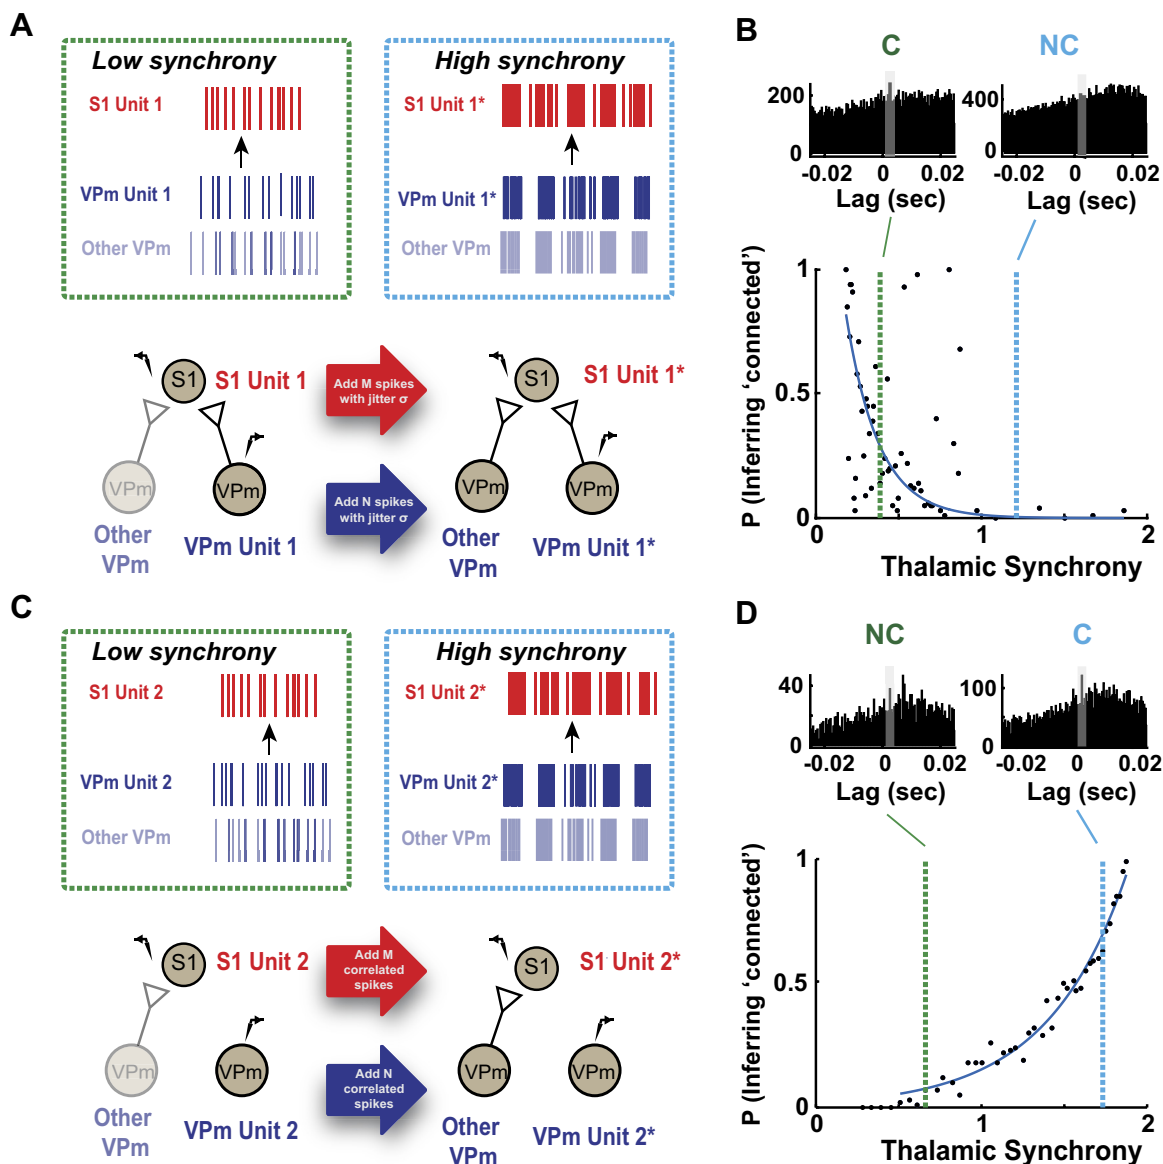 A
Low synchrony
S1 Unit 1
VPm Unit 1
Other VPm
High synchrony
S1 Unit 1*
VPm Unit 1*
Other VPm
S1
S1 Unit 1
VPm
VPm
Other
VPm
VPm Unit 1
Add M spikes
with jitter σ
Add N spikes
with jitter σ
S1
S1 Unit 1*
VPm
VPm
Other
VPm
VPm Unit 1*
B
C
NC
200
0
-0.02
0
0.02
Lag (sec)
400
0
-0.02
0
0.02
Lag (sec)
P (Inferring ‘connected’)
1
0.5
0
0
1
2
Thalamic Synchrony
C
Low synchrony
S1 Unit 2
VPm Unit 2
Other VPm
High synchrony
S1 Unit 2*
VPm Unit 2*
Other VPm
S1
S1 Unit 2
VPm
VPm
Other
VPm
VPm Unit 2
Add M
correlated
spikes
Add N
correlated
spikes
S1
S1 Unit 2*
VPm
VPm
Other
VPm
VPm Unit 2*
D
NC
C
40
0
-0.02
0
0.02
Lag (sec)
100
0
-0.02
0
0.02
Lag (sec)
P (Inferring ‘connected’)
1
0.5
0
0
1
2
Thalamic Synchrony